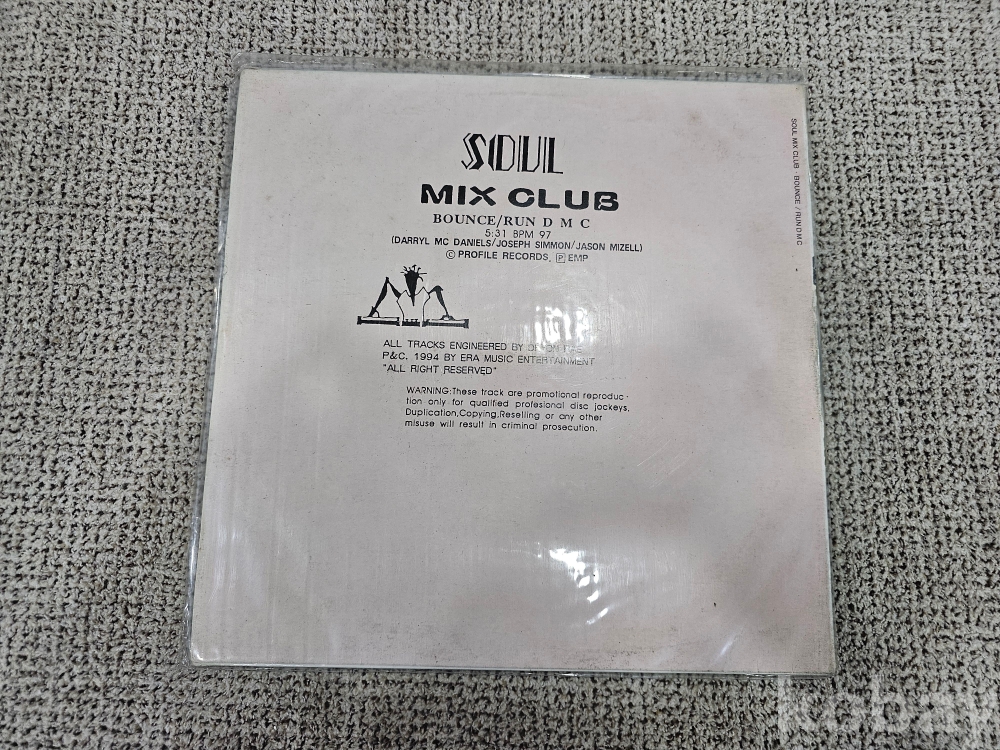 SOUL
MIX CLUB
BOUNCE/RUN D M C
5:31 BPM 97
(DARRYL MC DANIELS/JOSEPH SIMMON/JASON MIZELL)
© PROFILE RECORDS, Ⓟ EMP
ALL TRACKS ENGINEERED BY
P&C, 1994 BY ERA MUSIC ENTERTAINMENT
"ALL RIGHT RESERVED"
WARNING:These track are promotional reproduc-
tion only for qualified profesional disc jockeys,
Duplication,Copying,Reselling or any other
misuse will result in criminal prosecution.
SOUL MIX CLUB BOUNCE / RUN D M C
kobay